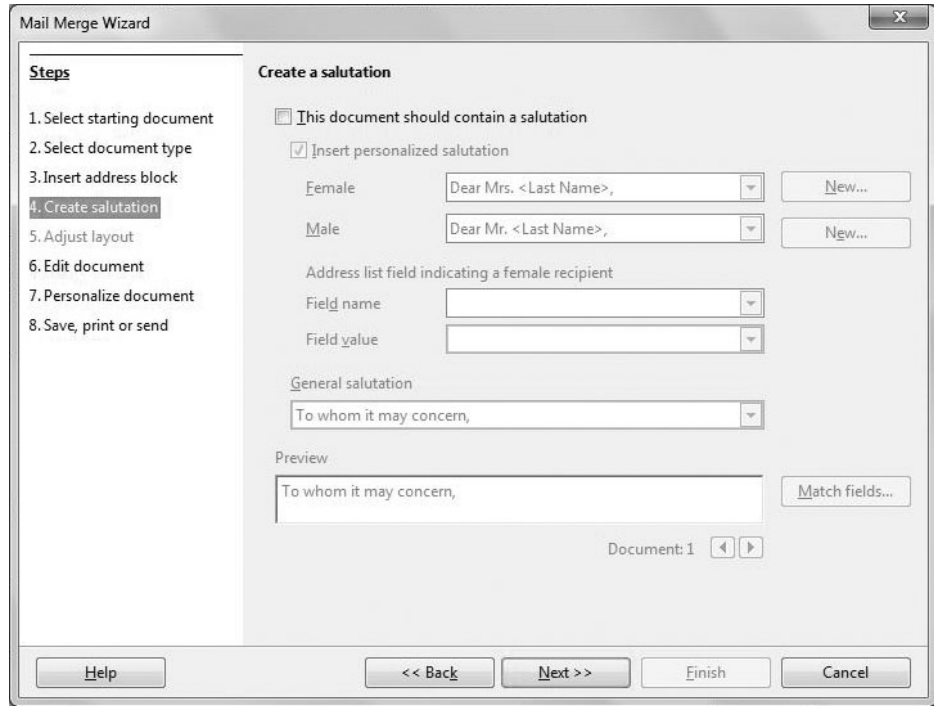 Mail Merge Wizard
x
Steps
1. Select starting document
2. Select document type
3. Insert address block
4. Create salutation
5. Adjust layout
6. Edit document
7. Personalize document
8. Save, print or send
Create a salutation
This document should contain a salutation
Insert personalized salutation
Female
Dear Mrs. <Last Name>,
New...
Male
Dear Mr. <Last Name>,
New...
Address list field indicating a female recipient
Field name
Field value
General salutation
To whom it may concern,
Preview
To whom it may concern,
Match fields...
Document: 1
Help
<< Back
Next >>
Finish
Cancel